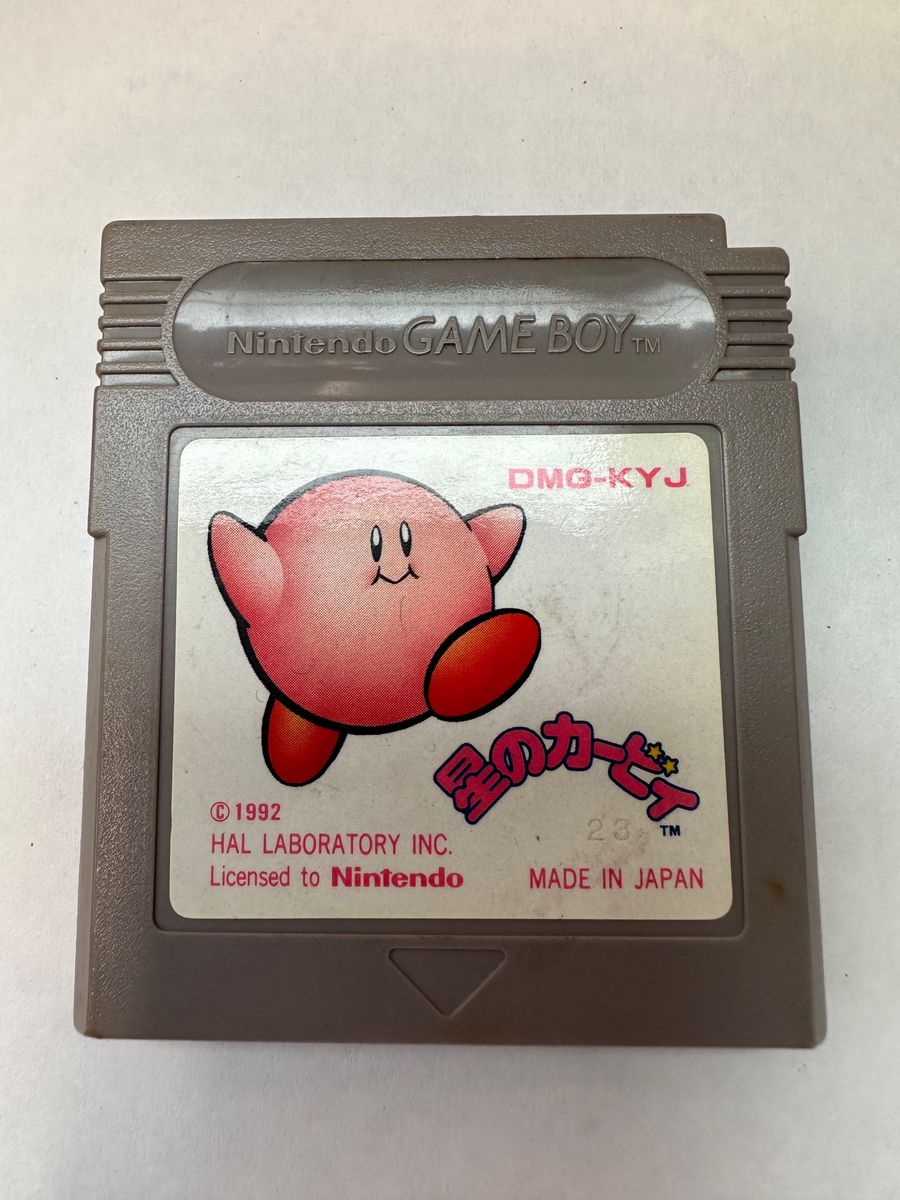 Nintendo GAME BOY™
DMG-KYJ
星のカービィ
23
TM
© 1992
HAL LABORATORY INC.
Licensed to Nintendo
MADE IN JAPAN